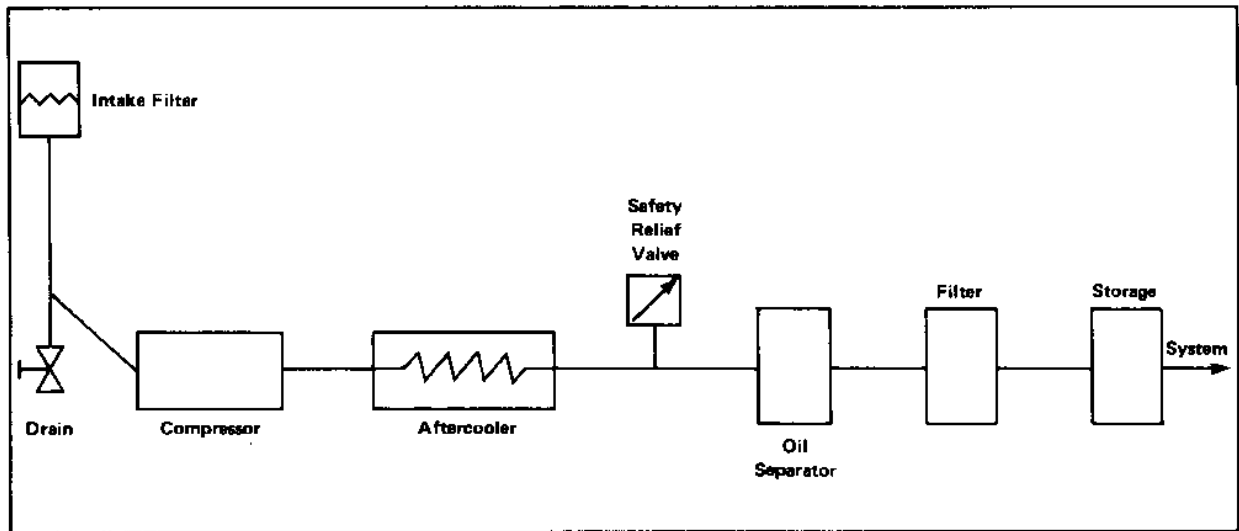 Intake Filter
Safety
Relief
Valve
Filter
Storage
System
Drain
Compressor
Aftercooler
Oil
Separator